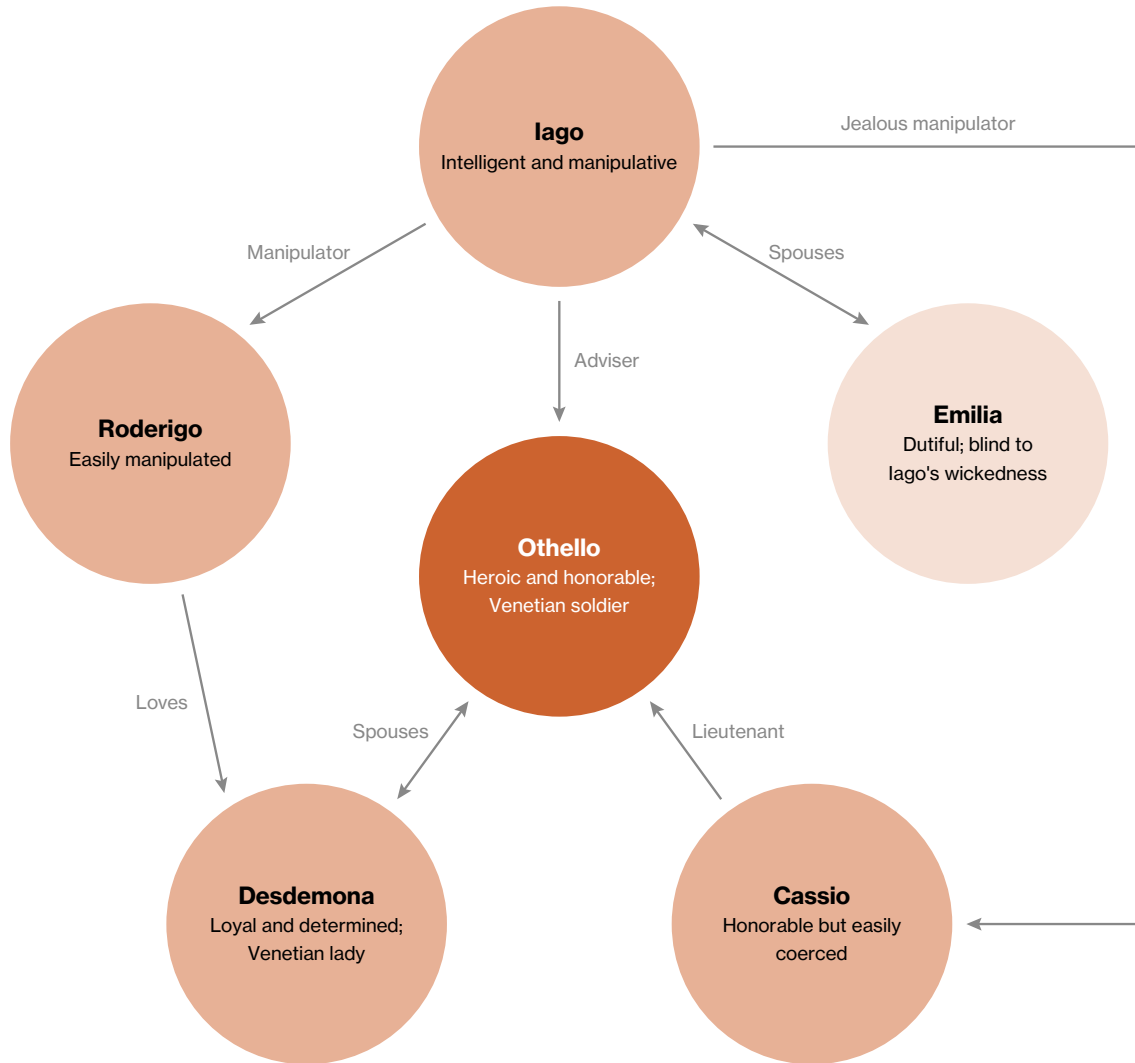 Iago
Intelligent and manipulative
Jealous manipulator
Manipulator
Spouses
Adviser
Roderigo
Easily manipulated
Emilia
Dutiful; blind to
Iago's wickedness
Othello
Heroic and honorable;
Venetian soldier
Loves
Spouses
Lieutenant
Desdemona
Loyal and determined;
Venetian lady
Cassio
Honorable but easily
coerced